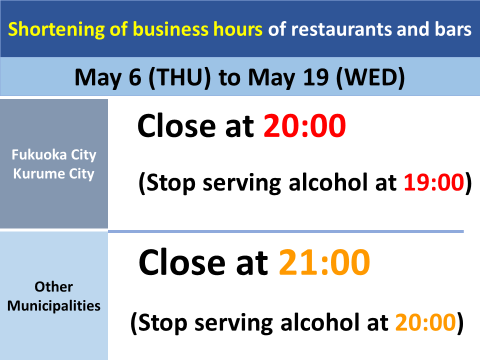 Shortening of business hours of restaurants and bars
May 6 (THU) to May 19 (WED)
Fukuoka City
Kurume City
Close at 20:00
(Stop serving alcohol at 19:00)
Other
Municipalities
Close at 21:00
(Stop serving alcohol at 20:00)